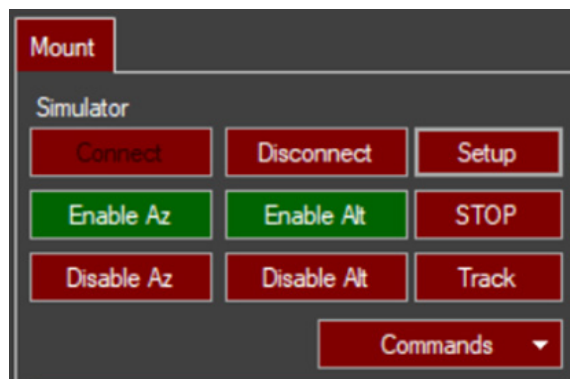 Mount
Simulator
Connect Disconnect Setup
Enable Az Enable Alt STOP
Disable Az Disable Alt Track
Commands